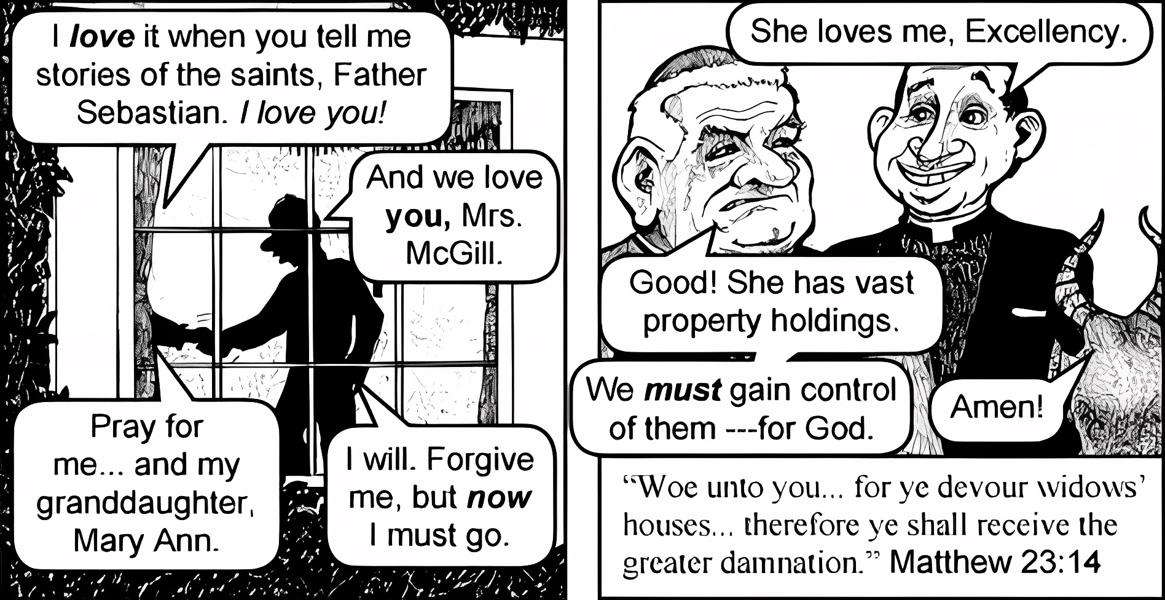 I love it when you tell me
stories of the saints, Father
Sebastian. I love you!
And we love
you, Mrs.
McGill.
Pray for
me... and my
granddaughter,
Mary Ann.
I will. Forgive
me, but now
I must go.
She loves me, Excellency.
Good! She has vast
property holdings.
We must gain control
of them ---for God.
Amen!
“Woe unto you... for ye devour widows’
houses... therefore ye shall receive the
greater damnation.” Matthew 23:14